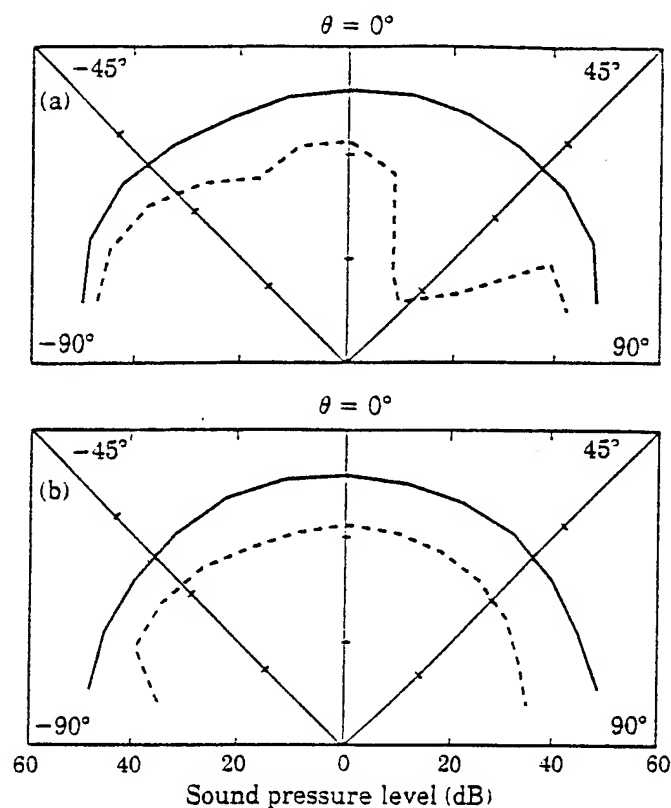 θ = 0°
−45° 45°
(a)
−90° 90°
θ = 0°
−45° 45°
(b)
−90° 90°
60 40 20 0 20 40 60
Sound pressure level (dB)